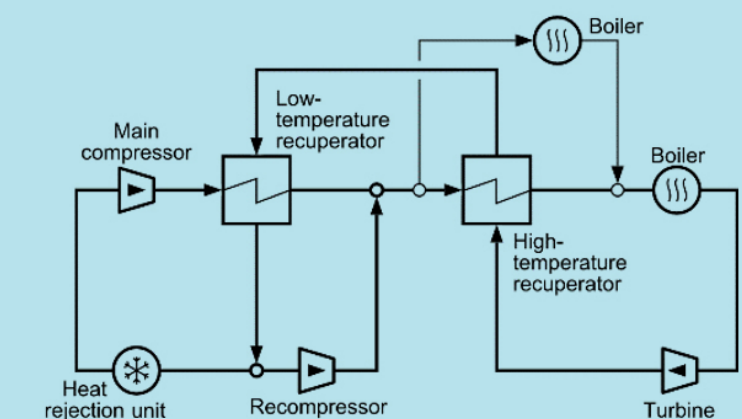 Boiler
Low-
temperature
recuperator
Main
compressor
Boiler
High-
temperature
recuperator
Heat
rejection unit
Recompressor
Turbine